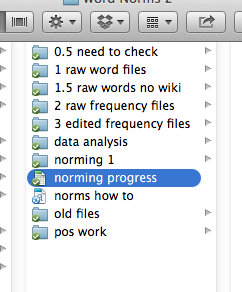 Word Norms 2
0.5 need to check
1 raw word files
1.5 raw words no wiki
2 raw frequency files
3 edited frequency files
data analysis
norming 1
norming progress
norms how to
old files
pos work